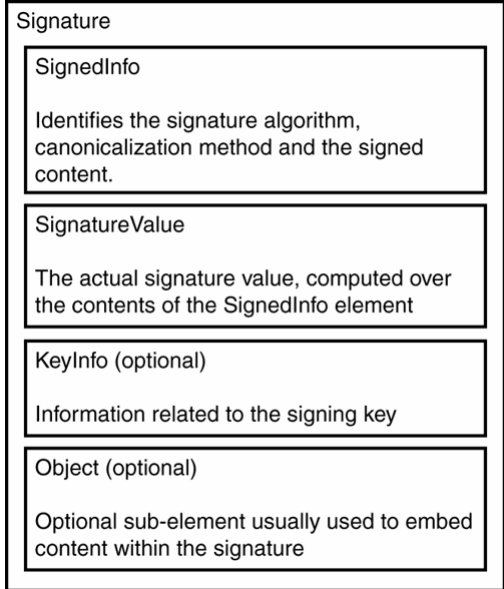 Signature
SignedInfo
Identifies the signature algorithm,
canonicalization method and the signed
content.
SignatureValue
The actual signature value, computed over
the contents of the SignedInfo element
KeyInfo (optional)
Information related to the signing key
Object (optional)
Optional sub-element usually used to embed
content within the signature